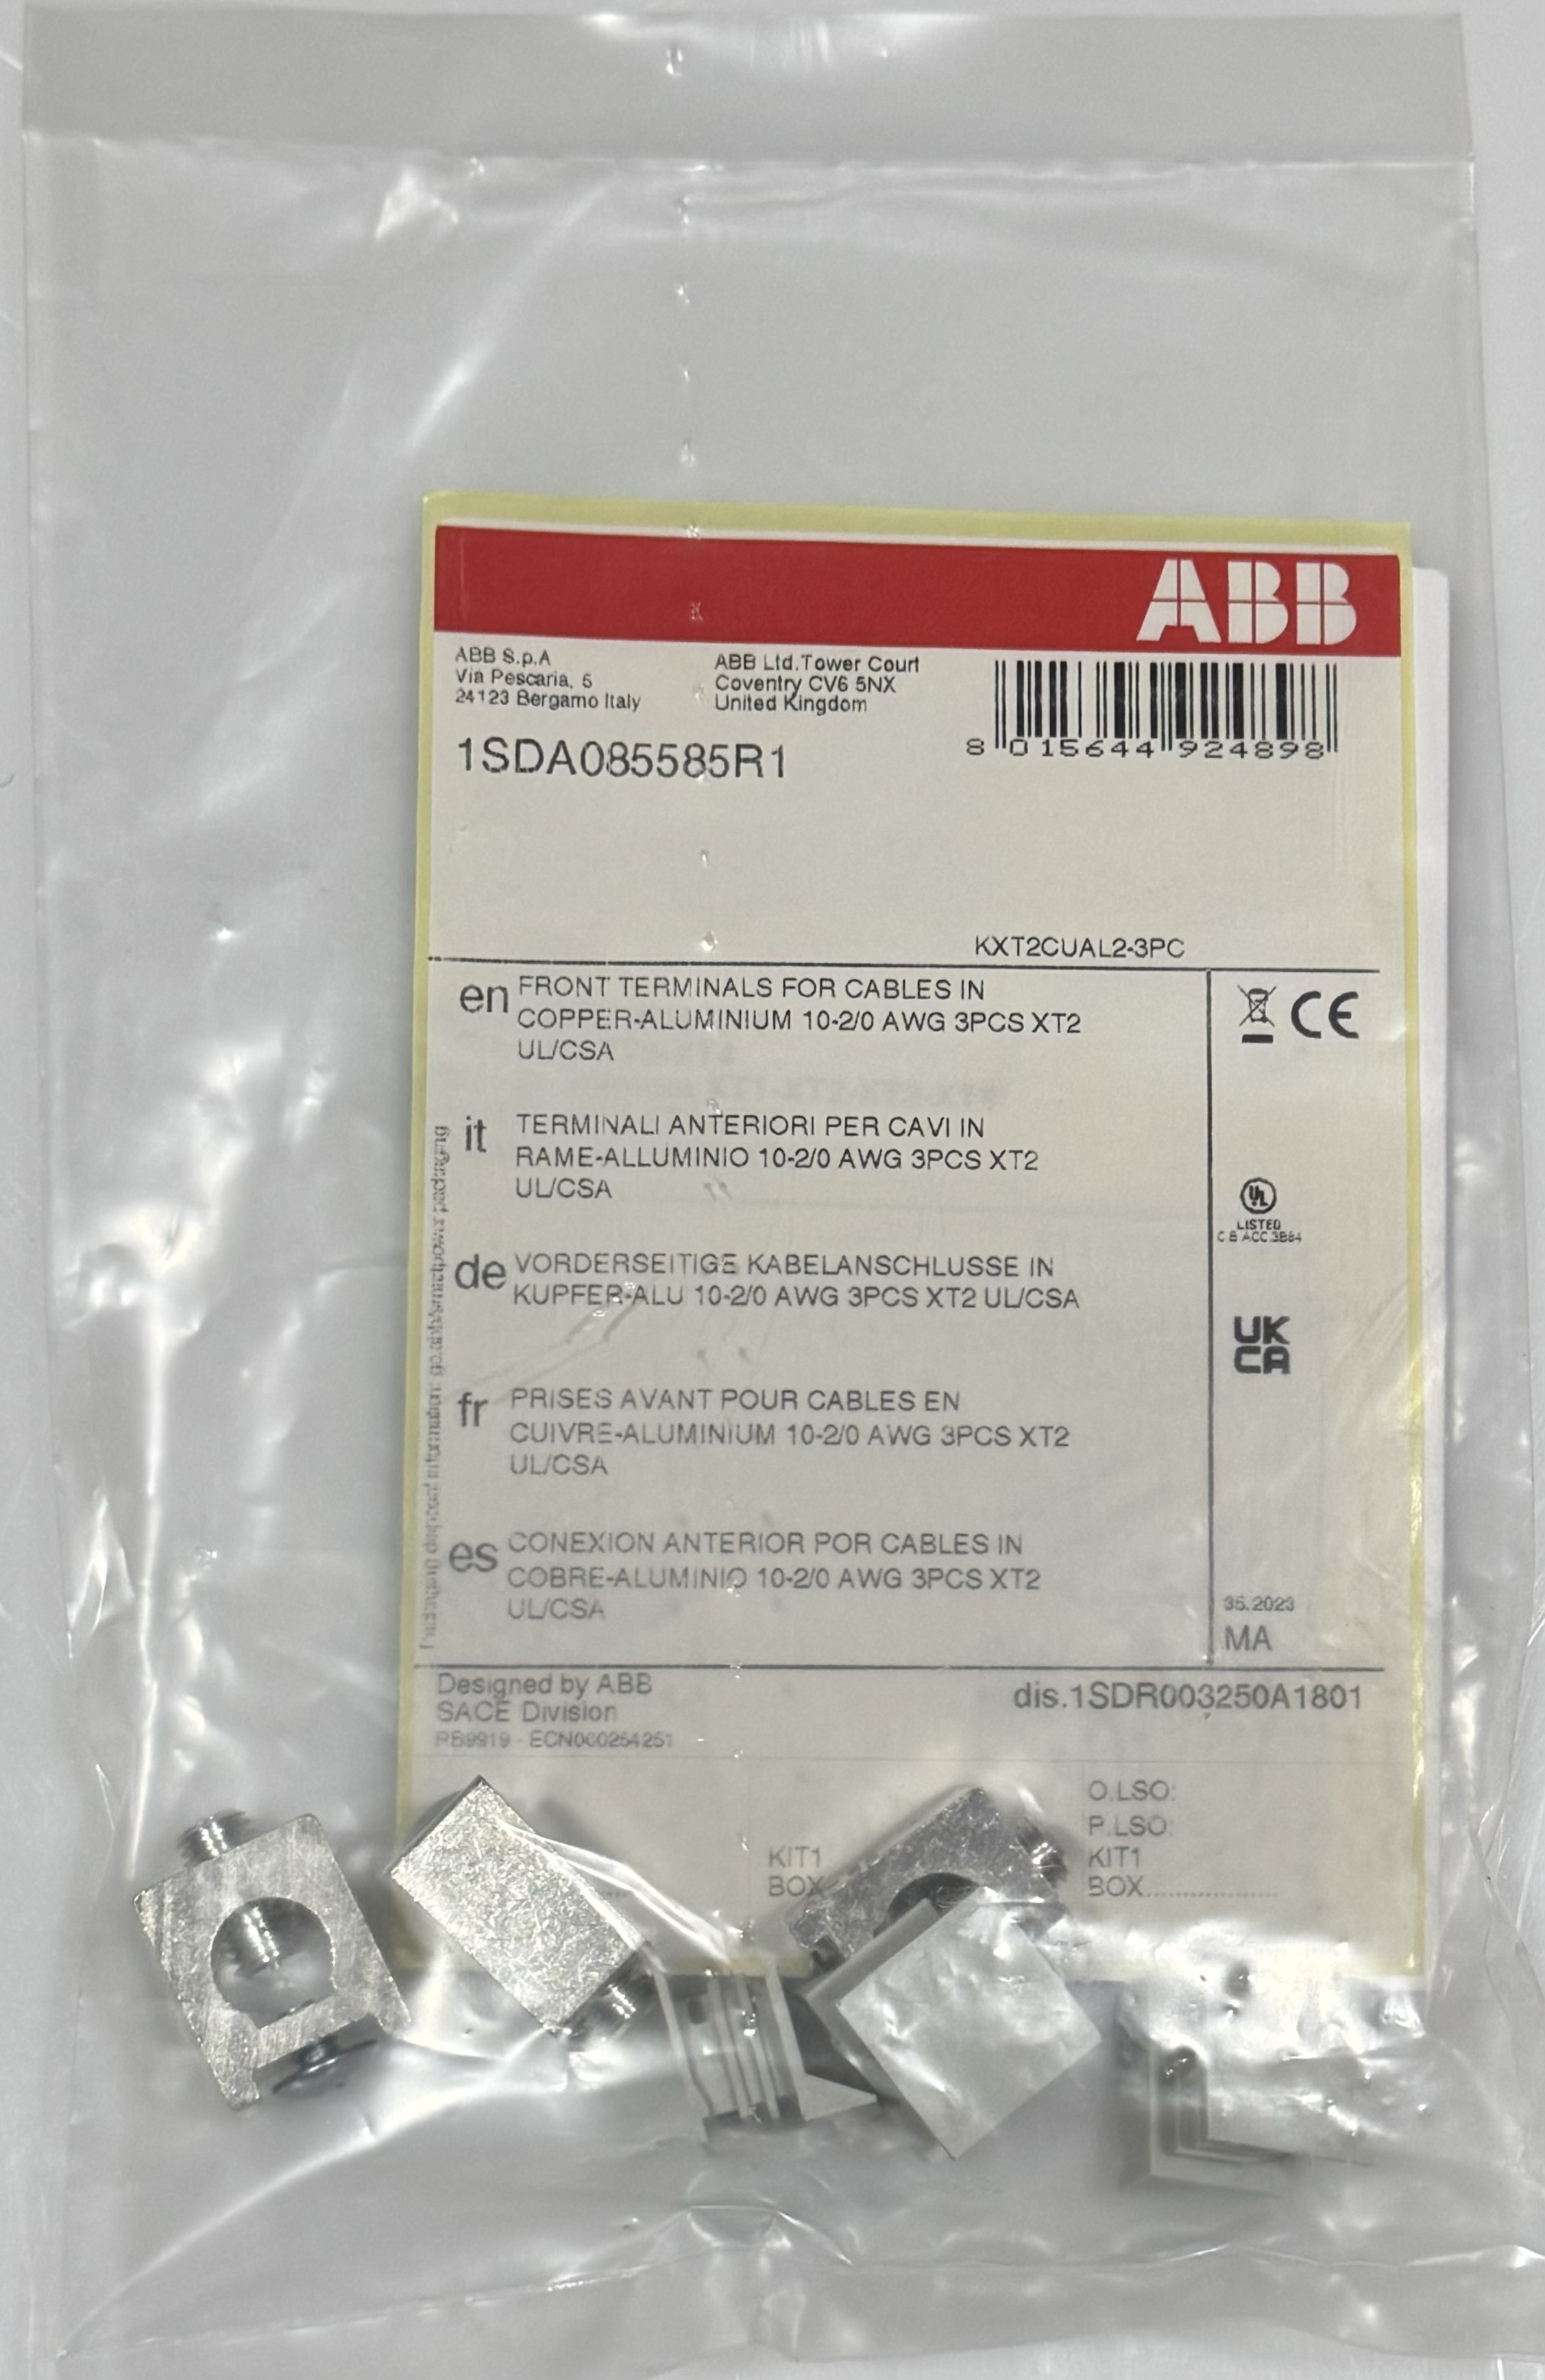 ABB
ABB S.p.A
Via Pescaria, 5
24123 Bergamo Italy
ABB Ltd.Tower Court
Coventry CV6 5NX
United Kingdom
8 015644 924898
1SDA085585R1
KXT2CUAL2-3PC
en FRONT TERMINALS FOR CABLES IN
COPPER-ALUMINIUM 10-2/0 AWG 3PCS XT2
UL/CSA
CE
it TERMINALI ANTERIORI PER CAVI IN
RAME-ALLUMINIO 10-2/0 AWG 3PCS XT2
UL/CSA
UL
LISTED
C.B ACC.3B84
de VORDERSEITIGE KABELANSCHLUSSE IN
KUPFER-ALU 10-2/0 AWG 3PCS XT2 UL/CSA
UK
CA
fr PRISES AVANT POUR CABLES EN
CUIVRE-ALUMINIUM 10-2/0 AWG 3PCS XT2
UL/CSA
es CONEXION ANTERIOR POR CABLES IN
COBRE-ALUMINIO 10-2/0 AWG 3PCS XT2
UL/CSA
35.2023
MA
Designed by ABB
SACE Division
ECN000254251
dis.1SDR003250A1801
O.LSO:
P.LSO:
KIT1
BOX
KIT1
BOX....................